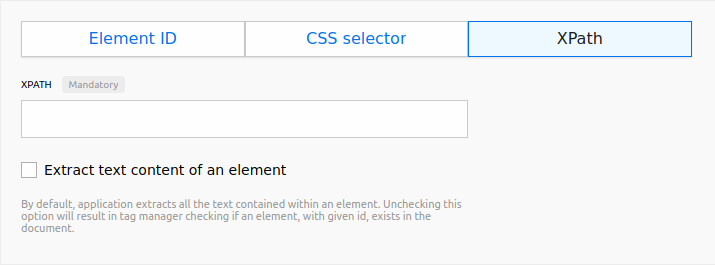 Element ID
CSS selector
XPath
XPATH Mandatory
Extract text content of an element
By default, application extracts all the text contained within an element. Unchecking this
option will result in tag manager checking if an element, with given id, exists in the
document.